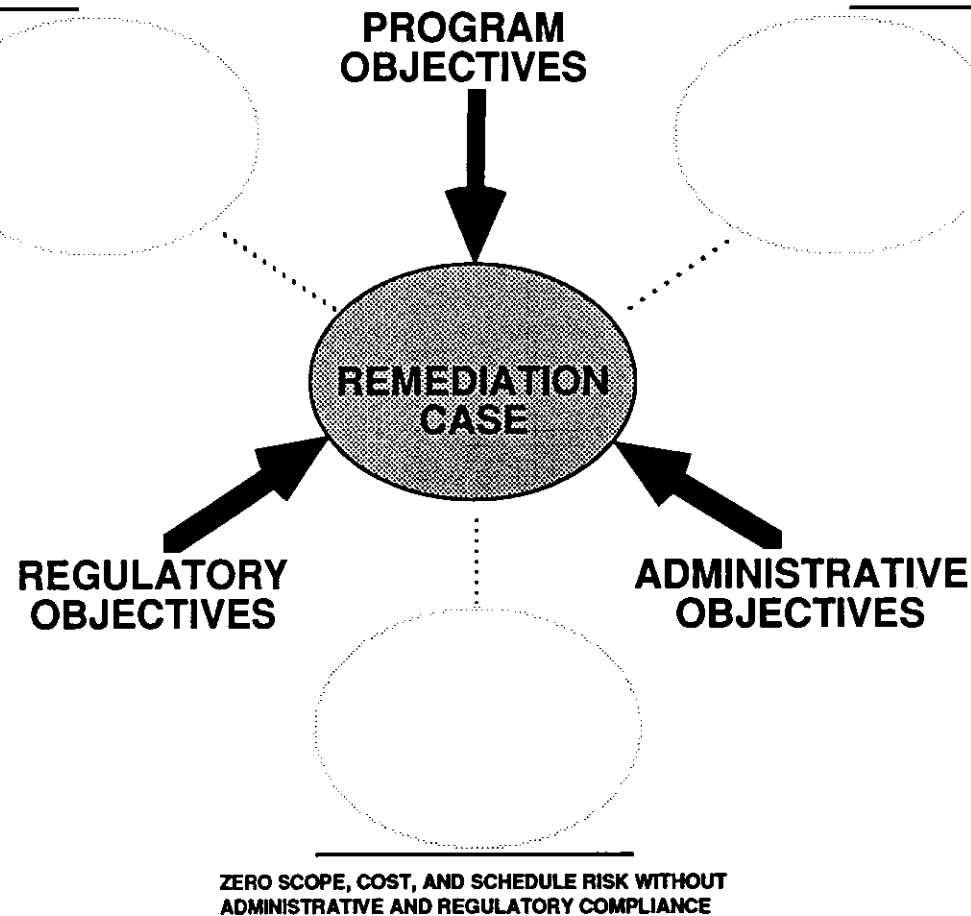 PROGRAM
OBJECTIVES
REMEDIATION
CASE
REGULATORY
OBJECTIVES
ADMINISTRATIVE
OBJECTIVES
ZERO SCOPE, COST, AND SCHEDULE RISK WITHOUT
ADMINISTRATIVE AND REGULATORY COMPLIANCE